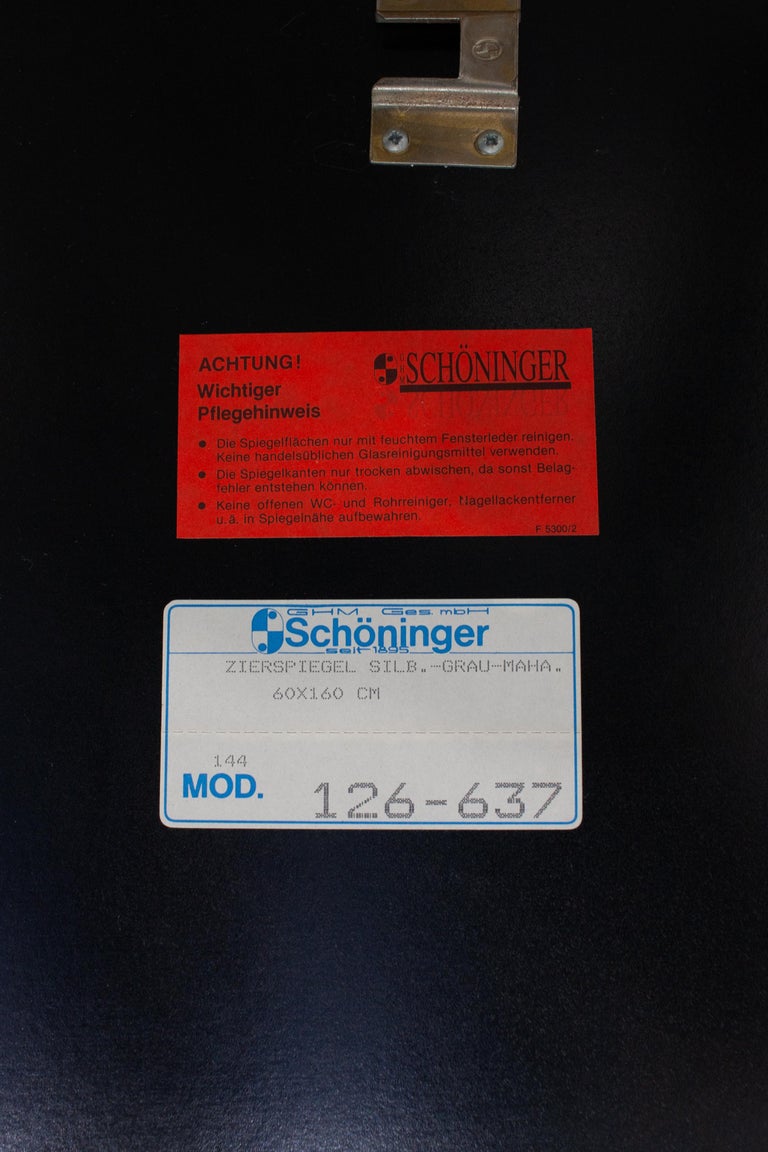 ACHTUNG!
Wichtiger
Pflegehinweis
GHM SCHÖNINGER
● Die Spiegelflächen nur mit feuchtem Fensterleder reinigen.
Keine handelsüblichen Glasreinigungsmittel verwenden.
● Die Spiegelkanten nur trocken abwischen, da sonst Belag-
fehler entstehen können.
● Keine offenen WC- und Rohrreiniger, Nagellackentferner
u.ä. in Spiegelnähe aufbewahren.
F 5300/2
GHM Ges. mbH
Schöninger
seit 1895
ZIERSPIEGEL SILB.-GRAU-MAHA.
60X160 CM
144
MOD. 126-637